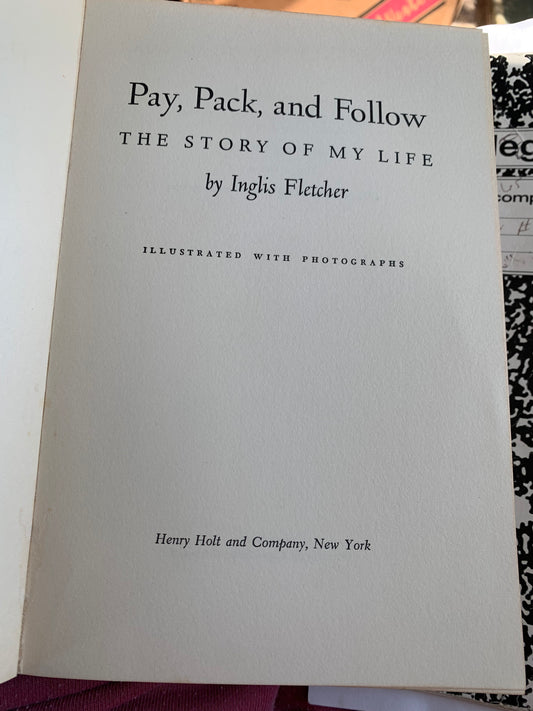 Pay, Pack, and Follow
THE STORY OF MY LIFE
by Inglis Fletcher
ILLUSTRATED WITH PHOTOGRAPHS
Henry Holt and Company, New York